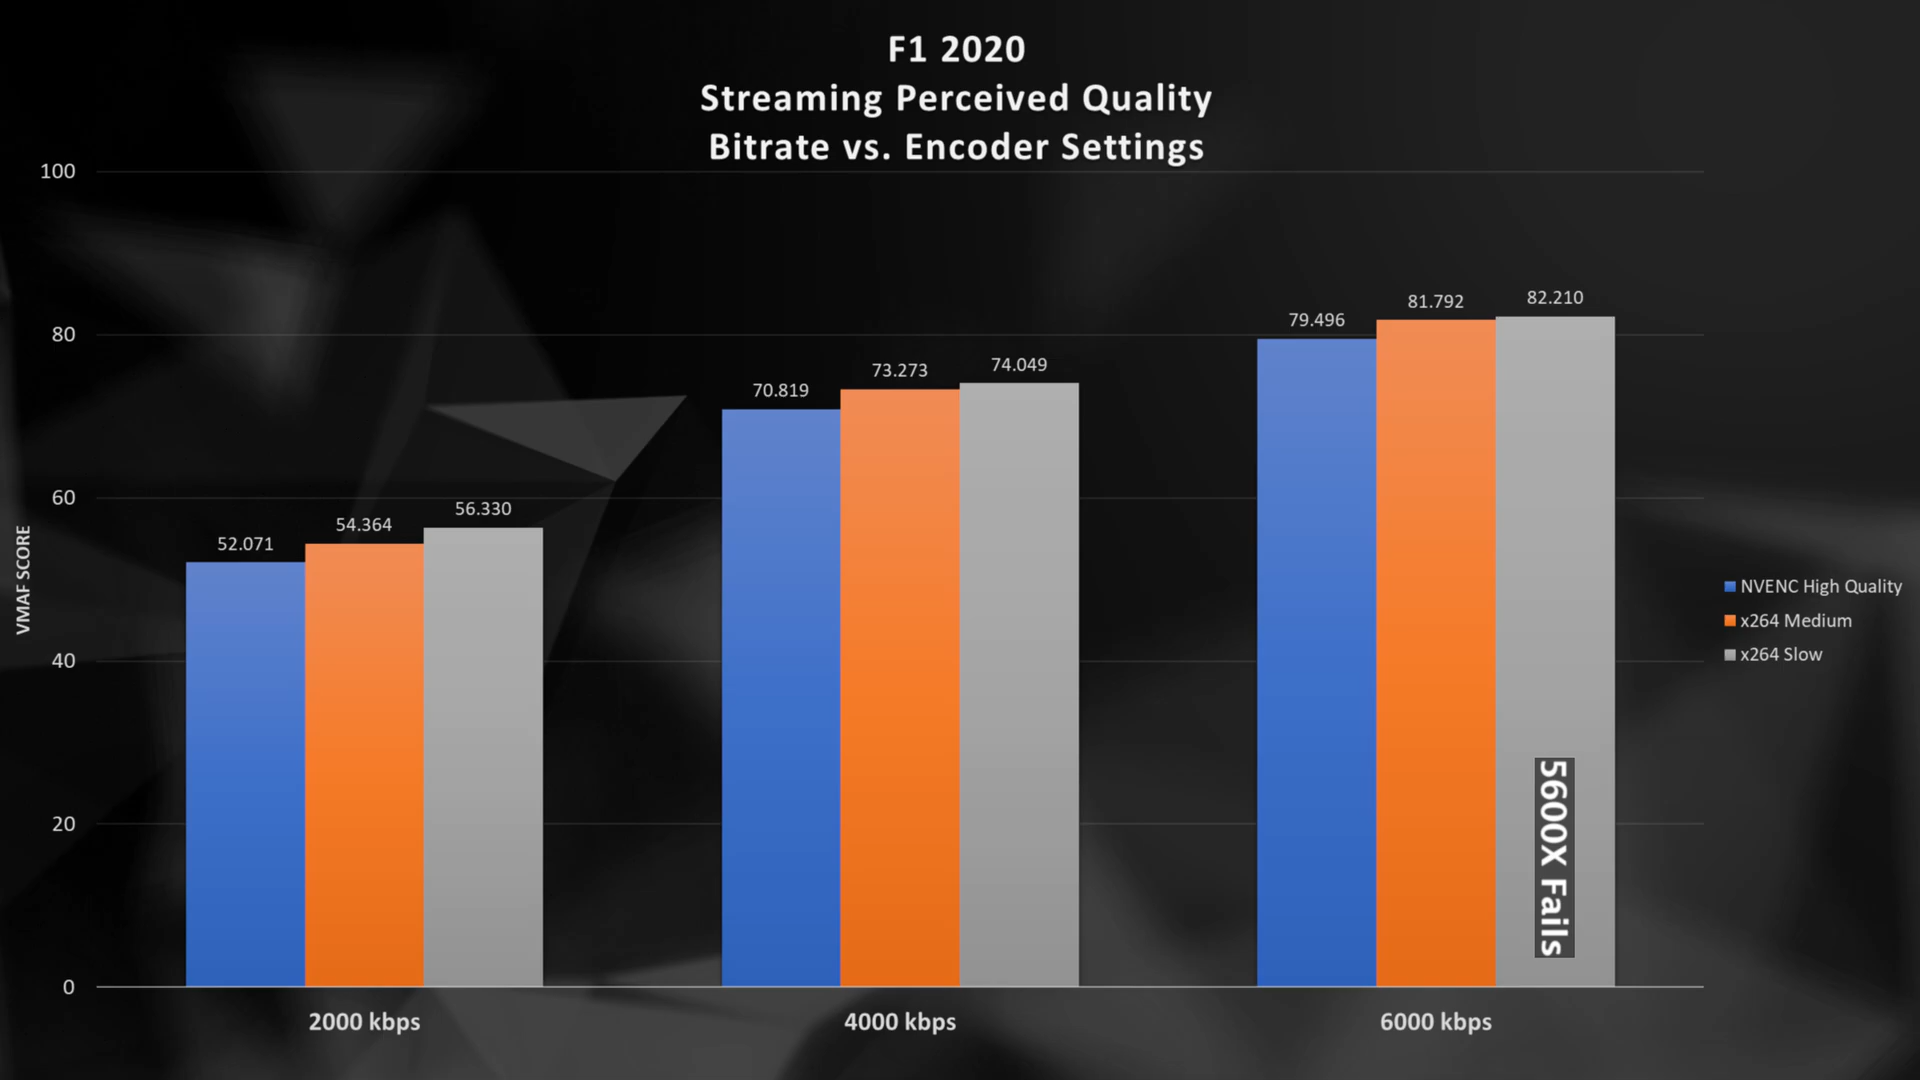 F1 2020
Streaming Perceived Quality
Bitrate vs. Encoder Settings
100
80
60
40
20
0
VMAF SCORE
52.071
54.364
56.330
70.819
73.273
74.049
79.496
81.792
82.210
5600X Fails
2000 kbps
4000 kbps
6000 kbps
NVENC High Quality
x264 Medium
x264 Slow